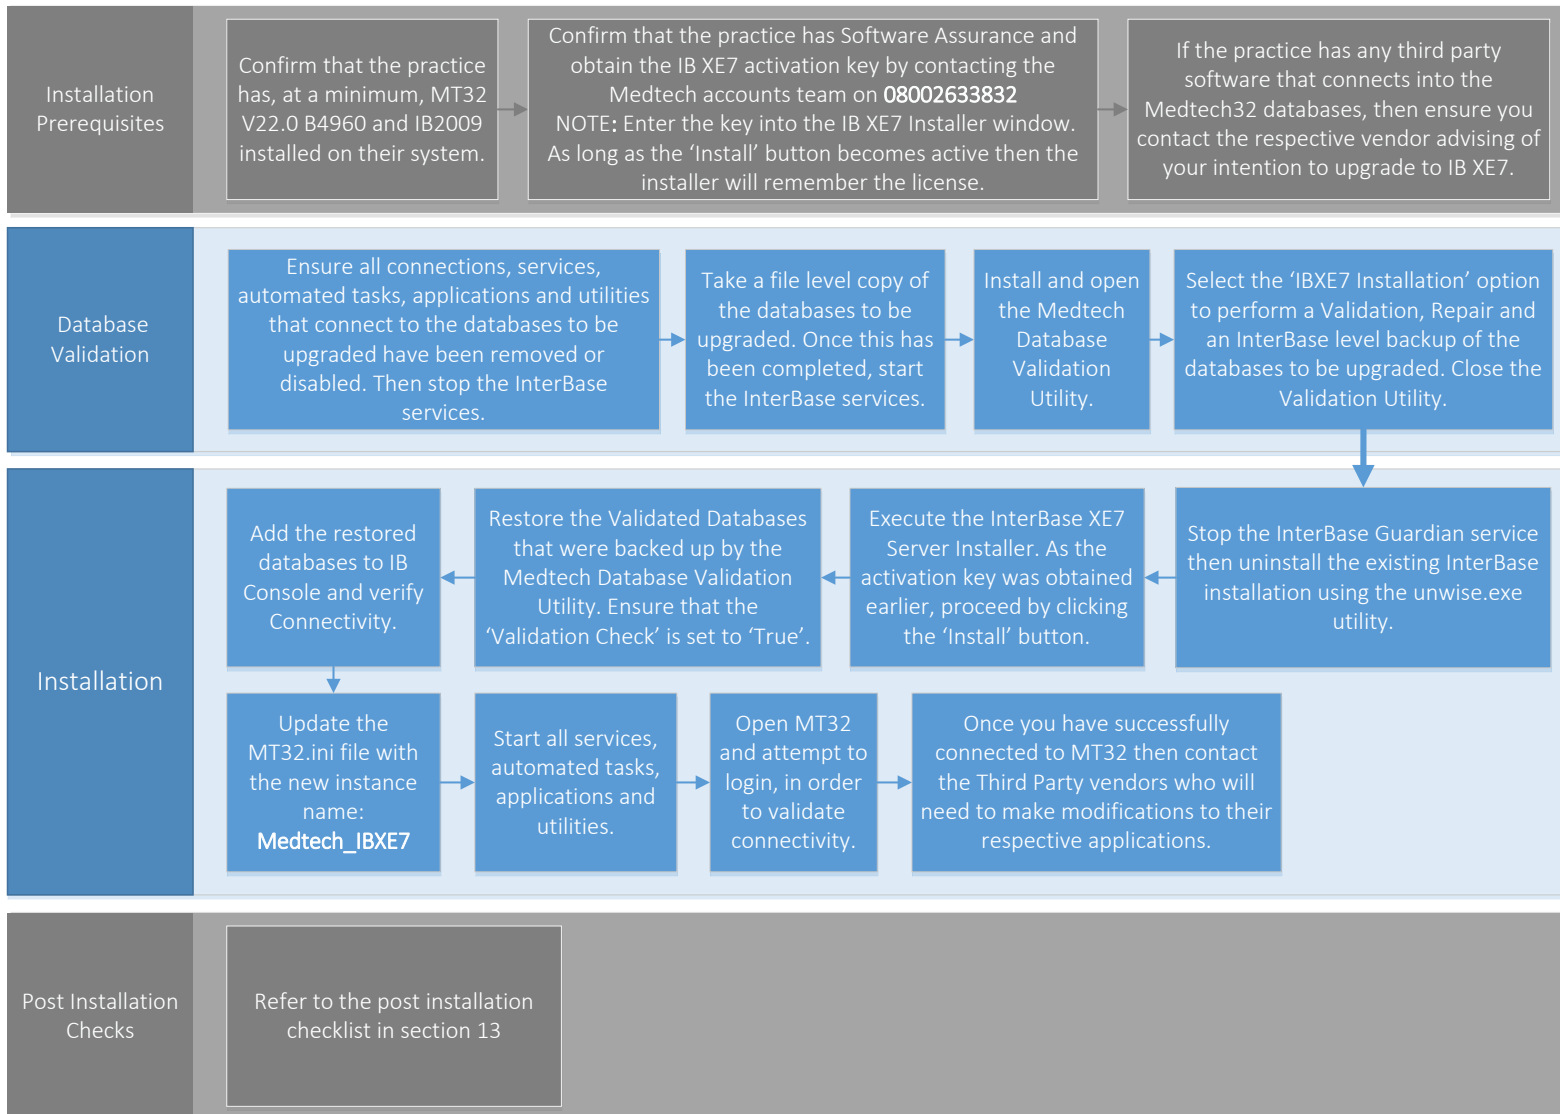 Installation
Prerequisites
Confirm that the practice
has, at a minimum, MT32
V22.0 B4960 and IB2009
installed on their system.
Confirm that the practice has Software Assurance and
obtain the IB XE7 activation key by contacting the
Medtech accounts team on 08002633832
NOTE: Enter the key into the IB XE7 Installer window.
As long as the ‘Install’ button becomes active then the
installer will remember the license.
If the practice has any third party
software that connects into the
Medtech32 databases, then ensure you
contact the respective vendor advising of
your intention to upgrade to IB XE7.
Database
Validation
Ensure all connections, services,
automated tasks, applications and utilities
that connect to the databases to be
upgraded have been removed or
disabled. Then stop the InterBase
services.
Take a file level copy of
the databases to be
upgraded. Once this has
been completed, start
the InterBase services.
Install and open
the Medtech
Database
Validation
Utility.
Select the ‘IBXE7 Installation’ option
to perform a Validation, Repair and
an InterBase level backup of the
databases to be upgraded. Close the
Validation Utility.
Installation
Stop the InterBase Guardian service
then uninstall the existing InterBase
installation using the unwise.exe
utility.
Execute the InterBase XE7
Server Installer. As the
activation key was obtained
earlier, proceed by clicking
the ‘Install’ button.
Restore the Validated Databases
that were backed up by the
Medtech Database Validation
Utility. Ensure that the
‘Validation Check’ is set to ‘True’.
Add the restored
databases to IB
Console and verify
Connectivity.
Update the
MT32.ini file with
the new instance
name:
Medtech_IBXE7
Start all services,
automated tasks,
applications and
utilities.
Open MT32
and attempt to
login, in order
to validate
connectivity.
Once you have successfully
connected to MT32 then contact
the Third Party vendors who will
need to make modifications to their
respective applications.
Post Installation
Checks
Refer to the post installation
checklist in section 13